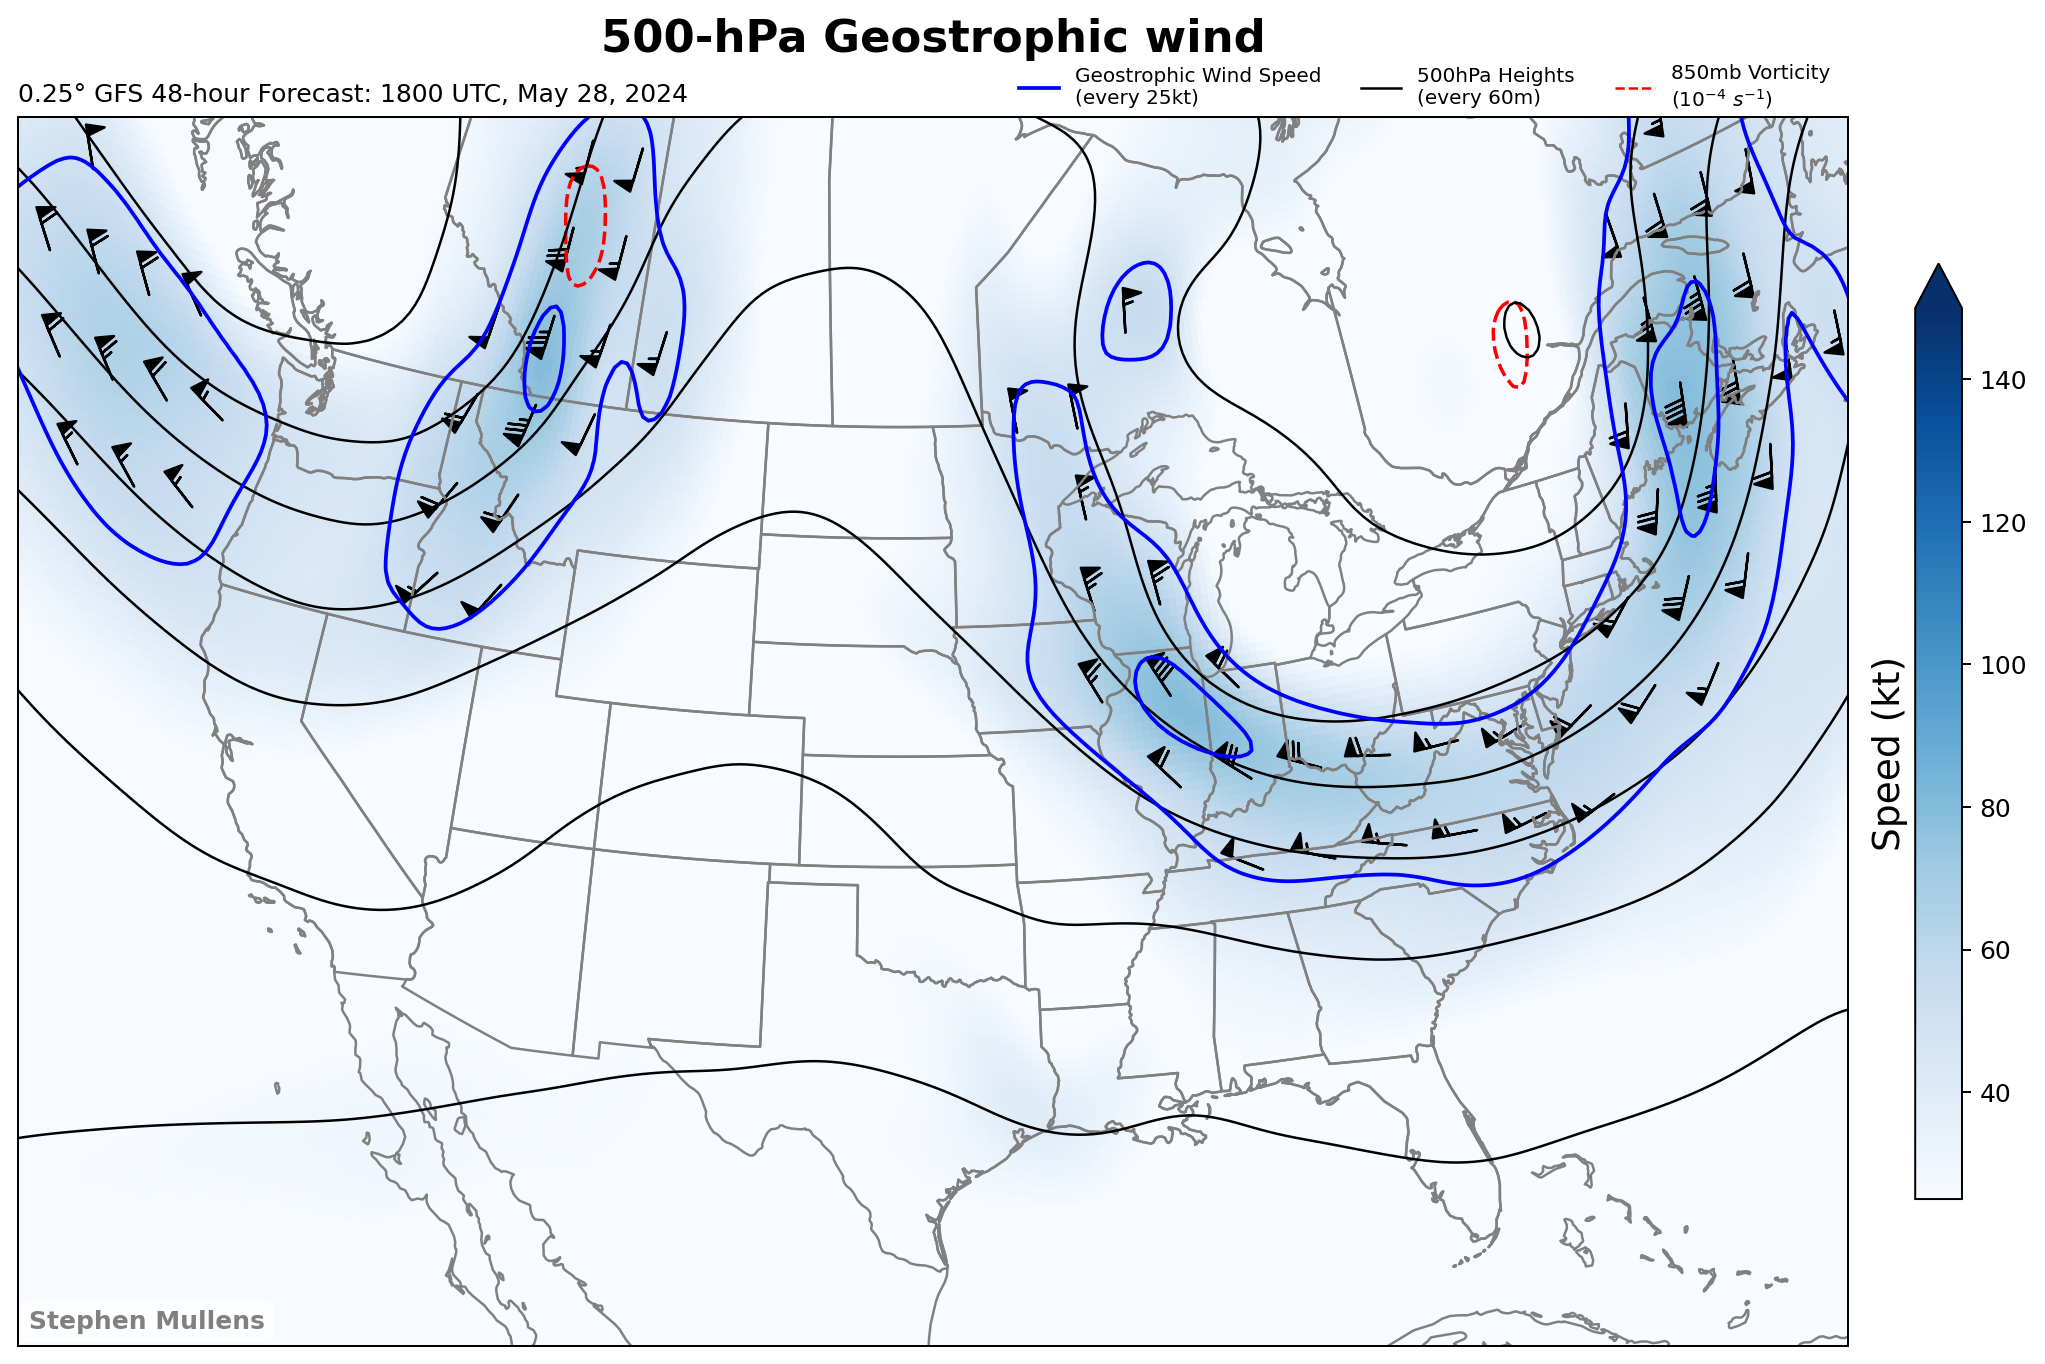 500-hPa Geostrophic wind
0.25° GFS 48-hour Forecast: 1800 UTC, May 28, 2024
Geostrophic Wind Speed
(every 25kt)
500hPa Heights
(every 60m)
850mb Vorticity
(10⁻⁴ s⁻¹)
140
120
100
80
60
40
Speed (kt)
Stephen Mullens